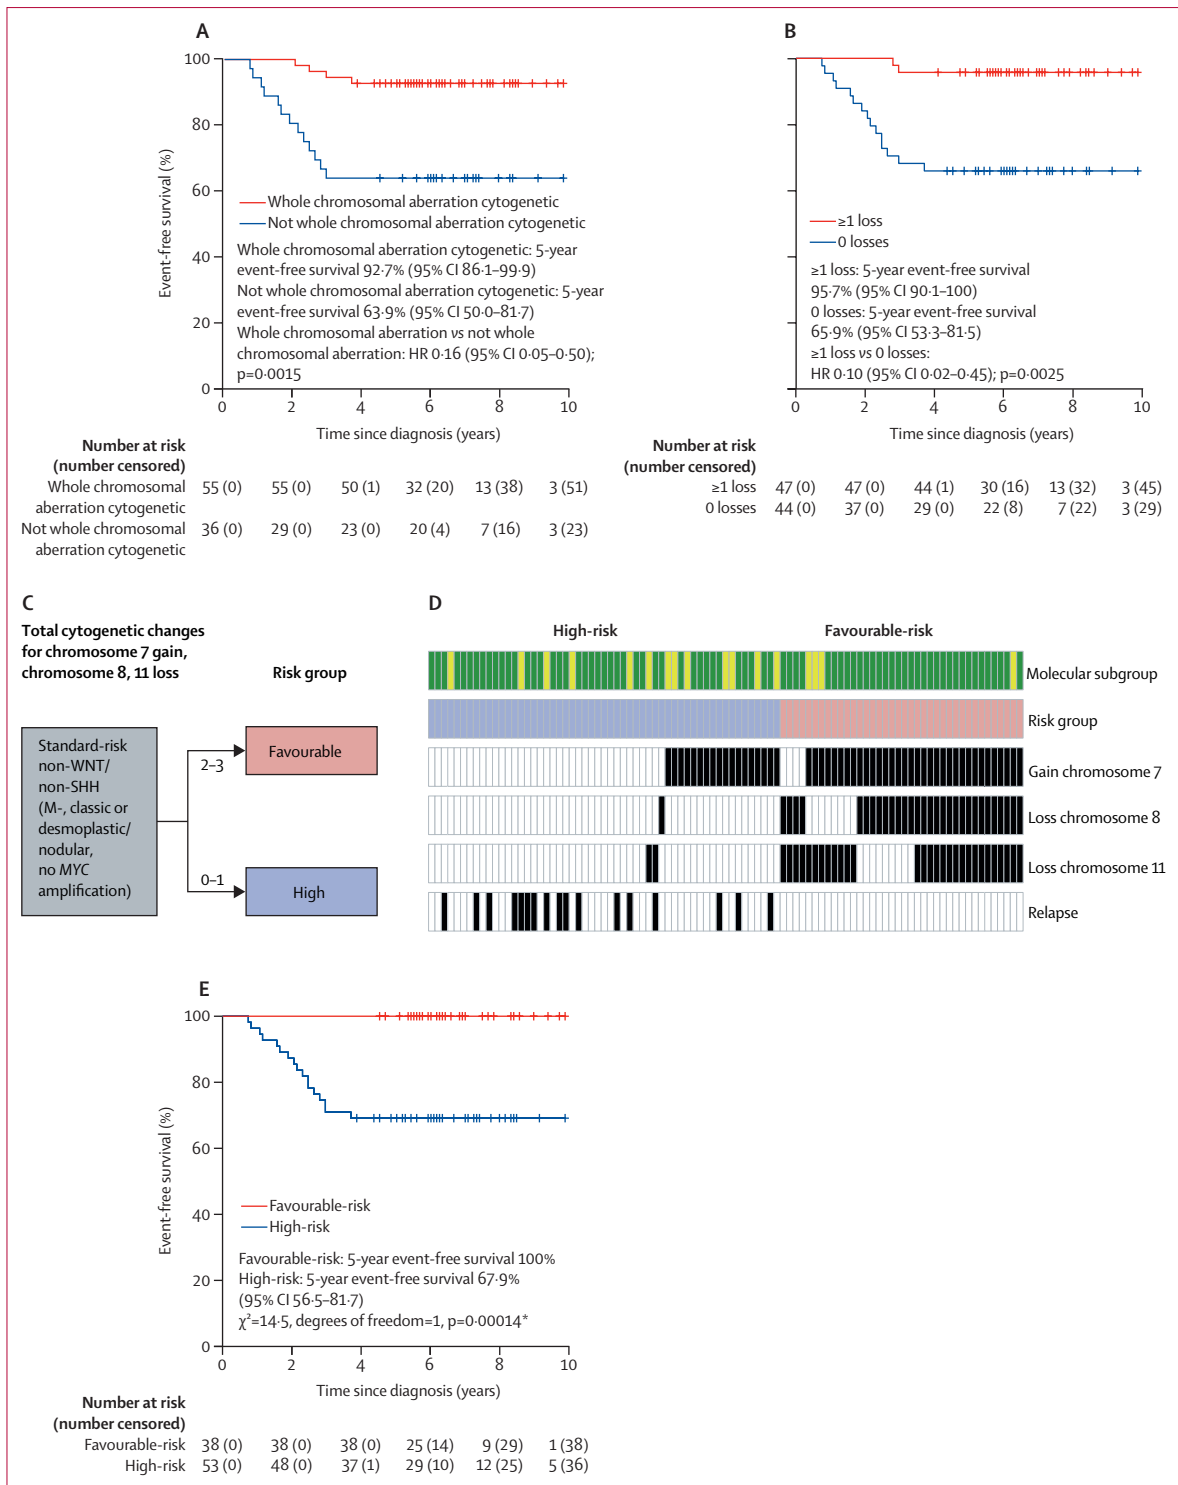 A
100
80
60
40
20
0
Event-free survival (%)
Whole chromosomal aberration cytogenetic
Not whole chromosomal aberration cytogenetic
Whole chromosomal aberration cytogenetic: 5-year
event-free survival 92·7% (95% CI 86·1–99·9)
Not whole chromosomal aberration cytogenetic: 5-year
event-free survival 63·9% (95% CI 50·0–81·7)
Whole chromosomal aberration vs not whole
chromosomal aberration: HR 0·16 (95% CI 0·05–0·50);
p=0·0015
0 2 4 6 8 10
Time since diagnosis (years)
Number at risk
(number censored)
Whole chromosomal 55 (0) 55 (0) 50 (1) 32 (20) 13 (38) 3 (51)
aberration cytogenetic
Not whole chromosomal 36 (0) 29 (0) 23 (0) 20 (4) 7 (16) 3 (23)
aberration cytogenetic
B
≥1 loss
0 losses
≥1 loss: 5-year event-free survival
95·7% (95% CI 90·1–100)
0 losses: 5-year event-free survival
65·9% (95% CI 53·3–81·5)
≥1 loss vs 0 losses:
HR 0·10 (95% CI 0·02–0·45); p=0·0025
0 2 4 6 8 10
Time since diagnosis (years)
Number at risk
(number censored)
≥1 loss 47 (0) 47 (0) 44 (1) 30 (16) 13 (32) 3 (45)
0 losses 44 (0) 37 (0) 29 (0) 22 (8) 7 (22) 3 (29)
C
Total cytogenetic changes
for chromosome 7 gain,
chromosome 8, 11 loss
Risk group
Standard-risk
non-WNT/
non-SHH
(M-, classic or
desmoplastic/
nodular,
no MYC
amplification)
2–3
Favourable
0–1
High
D
High-risk Favourable-risk
Molecular subgroup
Risk group
Gain chromosome 7
Loss chromosome 8
Loss chromosome 11
Relapse
E
100
80
60
40
20
0
Event-free survival (%)
Favourable-risk
High-risk
Favourable-risk: 5-year event-free survival 100%
High-risk: 5-year event-free survival 67·9%
(95% CI 56·5–81·7)
χ²=14·5, degrees of freedom=1, p=0·00014*
0 2 4 6 8 10
Time since diagnosis (years)
Number at risk
(number censored)
Favourable-risk 38 (0) 38 (0) 38 (0) 25 (14) 9 (29) 1 (38)
High-risk 53 (0) 48 (0) 37 (1) 29 (10) 12 (25) 5 (36)